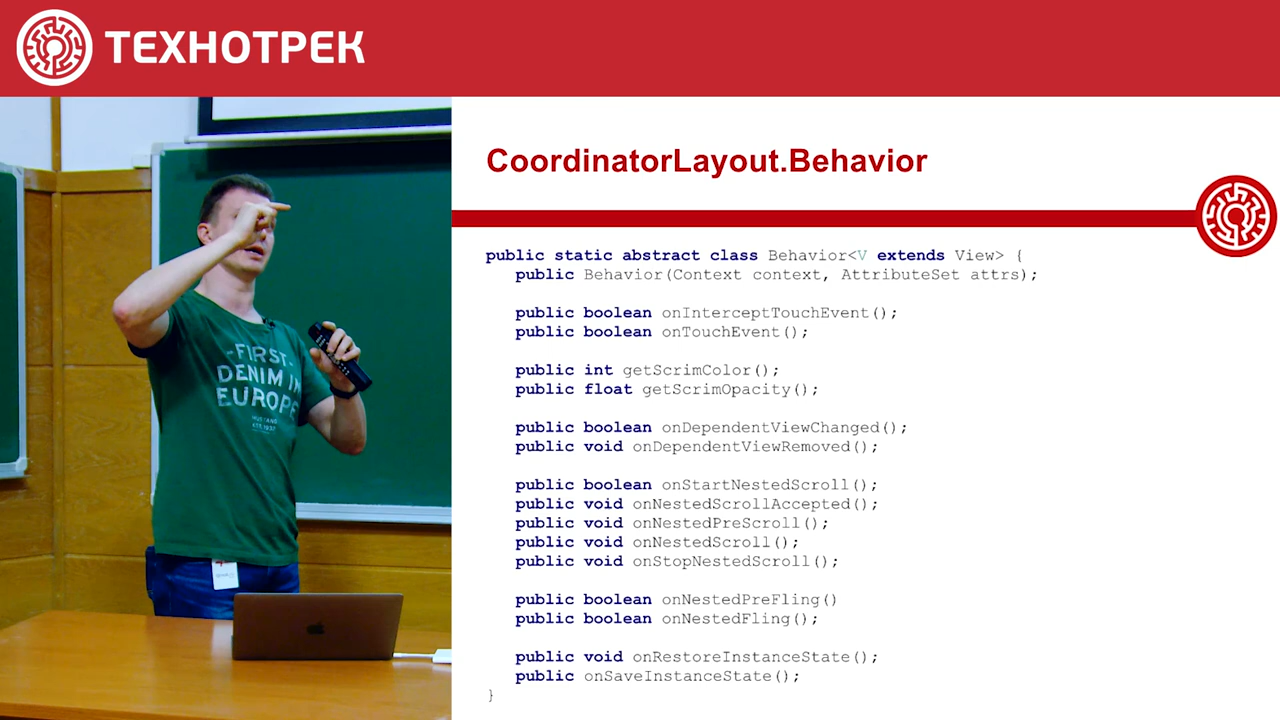 ТЕХНОТРЕК
CoordinatorLayout.Behavior
public static abstract class Behavior<V extends View> {
public Behavior(Context context, AttributeSet attrs);
public boolean onInterceptTouchEvent();
public boolean onTouchEvent();
public int getScrimColor();
public float getScrimOpacity();
public boolean onDependentViewChanged();
public void onDependentViewRemoved();
public boolean onStartNestedScroll();
public void onNestedScrollAccepted();
public void onNestedPreScroll();
public void onNestedScroll();
public void onStopNestedScroll();
public boolean onNestedPreFling()
public boolean onNestedFling();
public void onRestoreInstanceState();
public onSaveInstanceState();
}
-FIRST-
DENIM IN
EUROPE
MUSTANG
EST. 1932